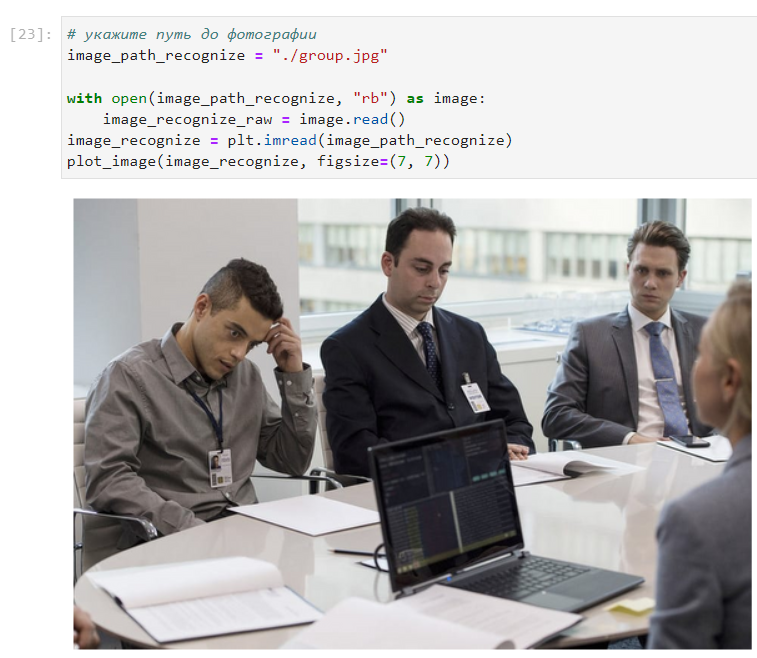 [23]:
# укажите путь до фотографии
image_path_recognize = "./group.jpg"
with open(image_path_recognize, "rb") as image:
    image_recognize_raw = image.read()
image_recognize = plt.imread(image_path_recognize)
plot_image(image_recognize, figsize=(7, 7))